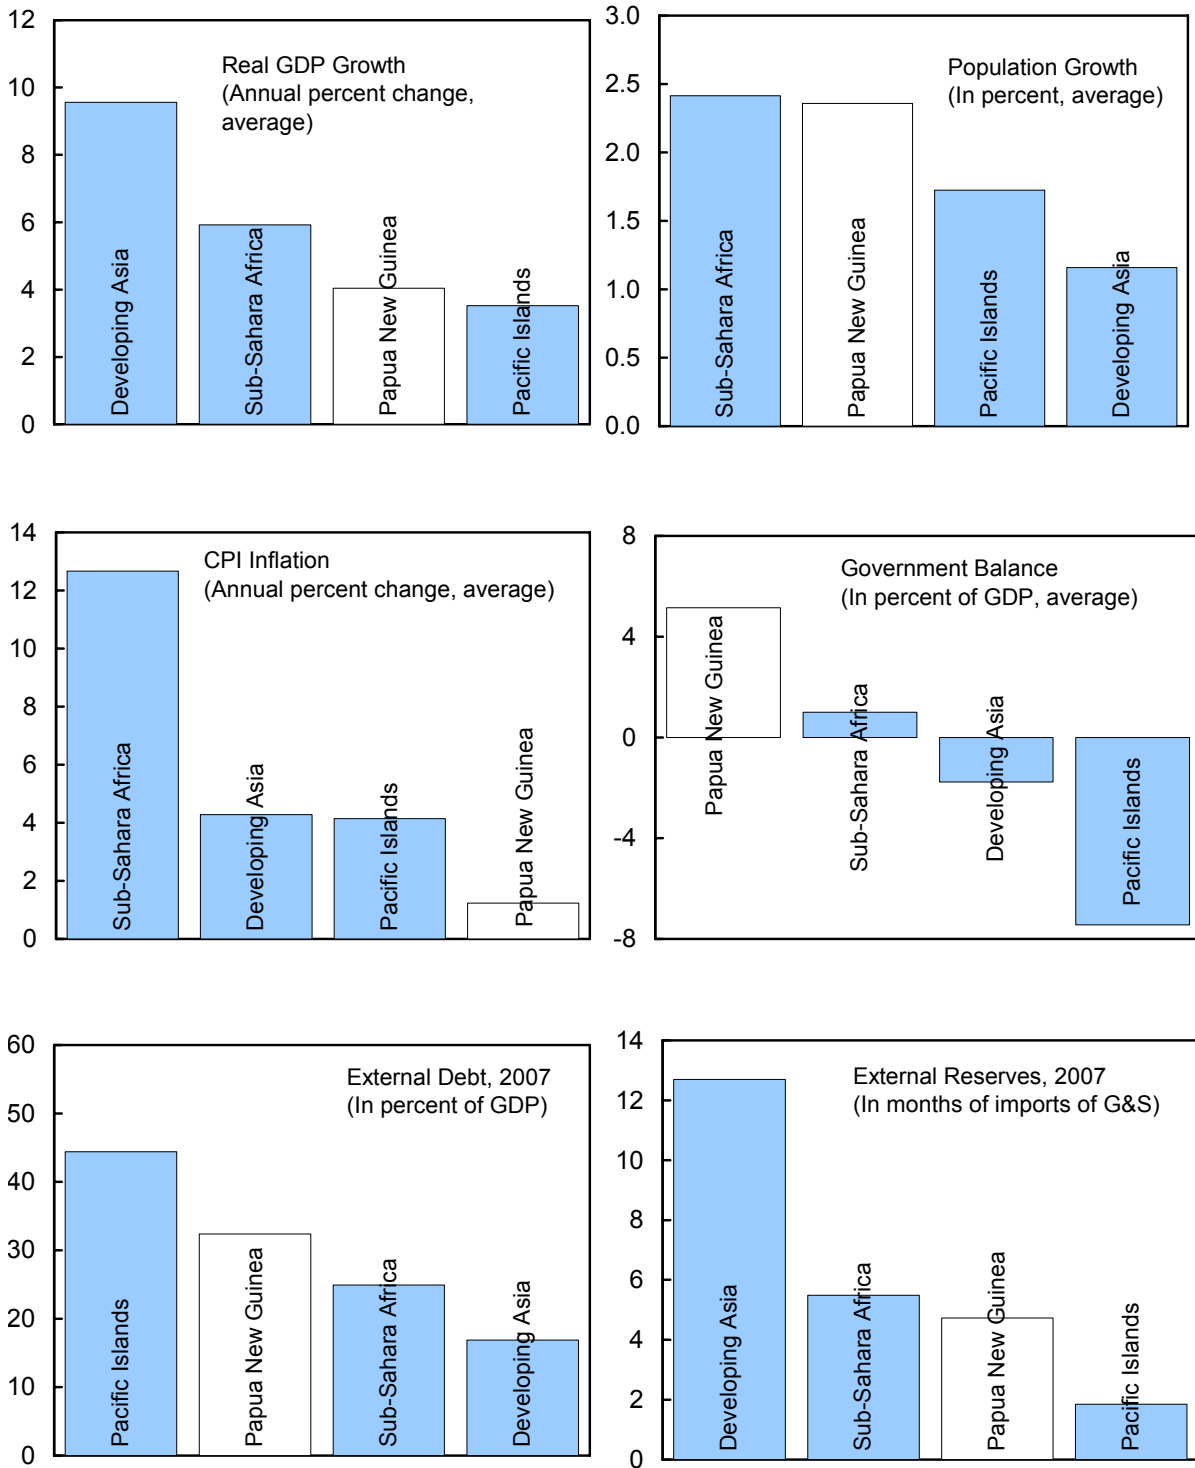 12
10
8
6
4
2
0
Real GDP Growth
(Annual percent change,
average)
Developing Asia
Sub-Sahara Africa
Papua New Guinea
Pacific Islands
3.0
2.5
2.0
1.5
1.0
0.5
0.0
Population Growth
(In percent, average)
Sub-Sahara Africa
Papua New Guinea
Pacific Islands
Developing Asia
14
12
10
8
6
4
2
0
CPI Inflation
(Annual percent change, average)
Sub-Sahara Africa
Developing Asia
Pacific Islands
Papua New Guinea
8
4
0
-4
-8
Government Balance
(In percent of GDP, average)
Papua New Guinea
Sub-Sahara Africa
Developing Asia
Pacific Islands
60
50
40
30
20
10
0
External Debt, 2007
(In percent of GDP)
Pacific Islands
Papua New Guinea
Sub-Sahara Africa
Developing Asia
14
12
10
8
6
4
2
0
External Reserves, 2007
(In months of imports of G&S)
Developing Asia
Sub-Sahara Africa
Papua New Guinea
Pacific Islands